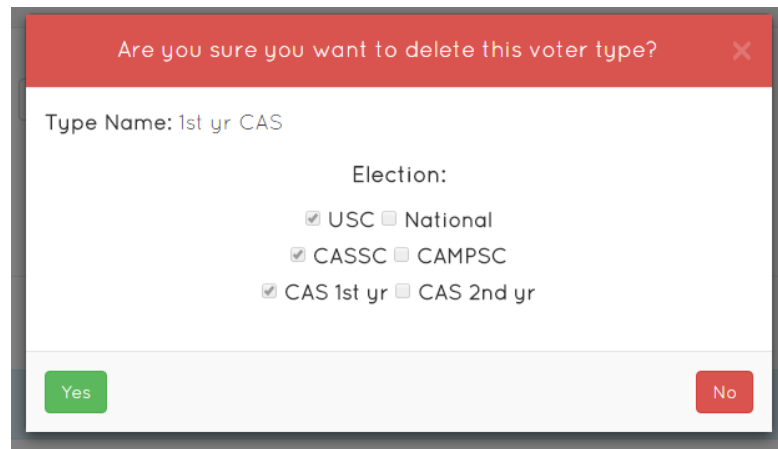 Are you sure you want to delete this voter type? ×
Type Name: 1st yr CAS
Election:
USC National
CASSC CAMPSC
CAS 1st yr CAS 2nd yr
Yes No